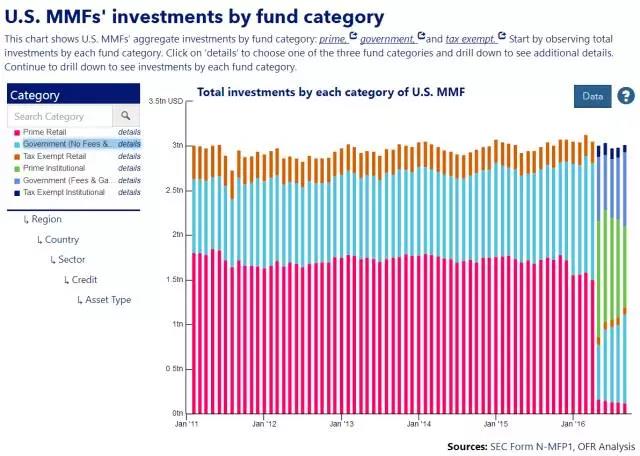 U.S. MMFs' investments by fund category
This chart shows U.S. MMFs' aggregate investments by fund category: prime, government, and tax exempt. Start by observing total
investments by each fund category. Click on 'details' to choose one of the three fund categories and drill down to see additional details.
Continue to drill down to see investments by each fund category.
Category
Search Category
Prime Retail details
Government (No Fees &... details
Tax Exempt Retail details
Prime Institutional details
Government (Fees & Ga... details
Tax Exempt Institutional details
Region
Country
Sector
Credit
Asset Type
Total investments by each category of U.S. MMF
Data
?
3.5tn USD
3tn
2.5tn
2tn
1.5tn
1tn
0.5tn
0tn
Jan '11 Jan '12 Jan '13 Jan '14 Jan '15 Jan '16
Sources: SEC Form N-MFP1, OFR Analysis